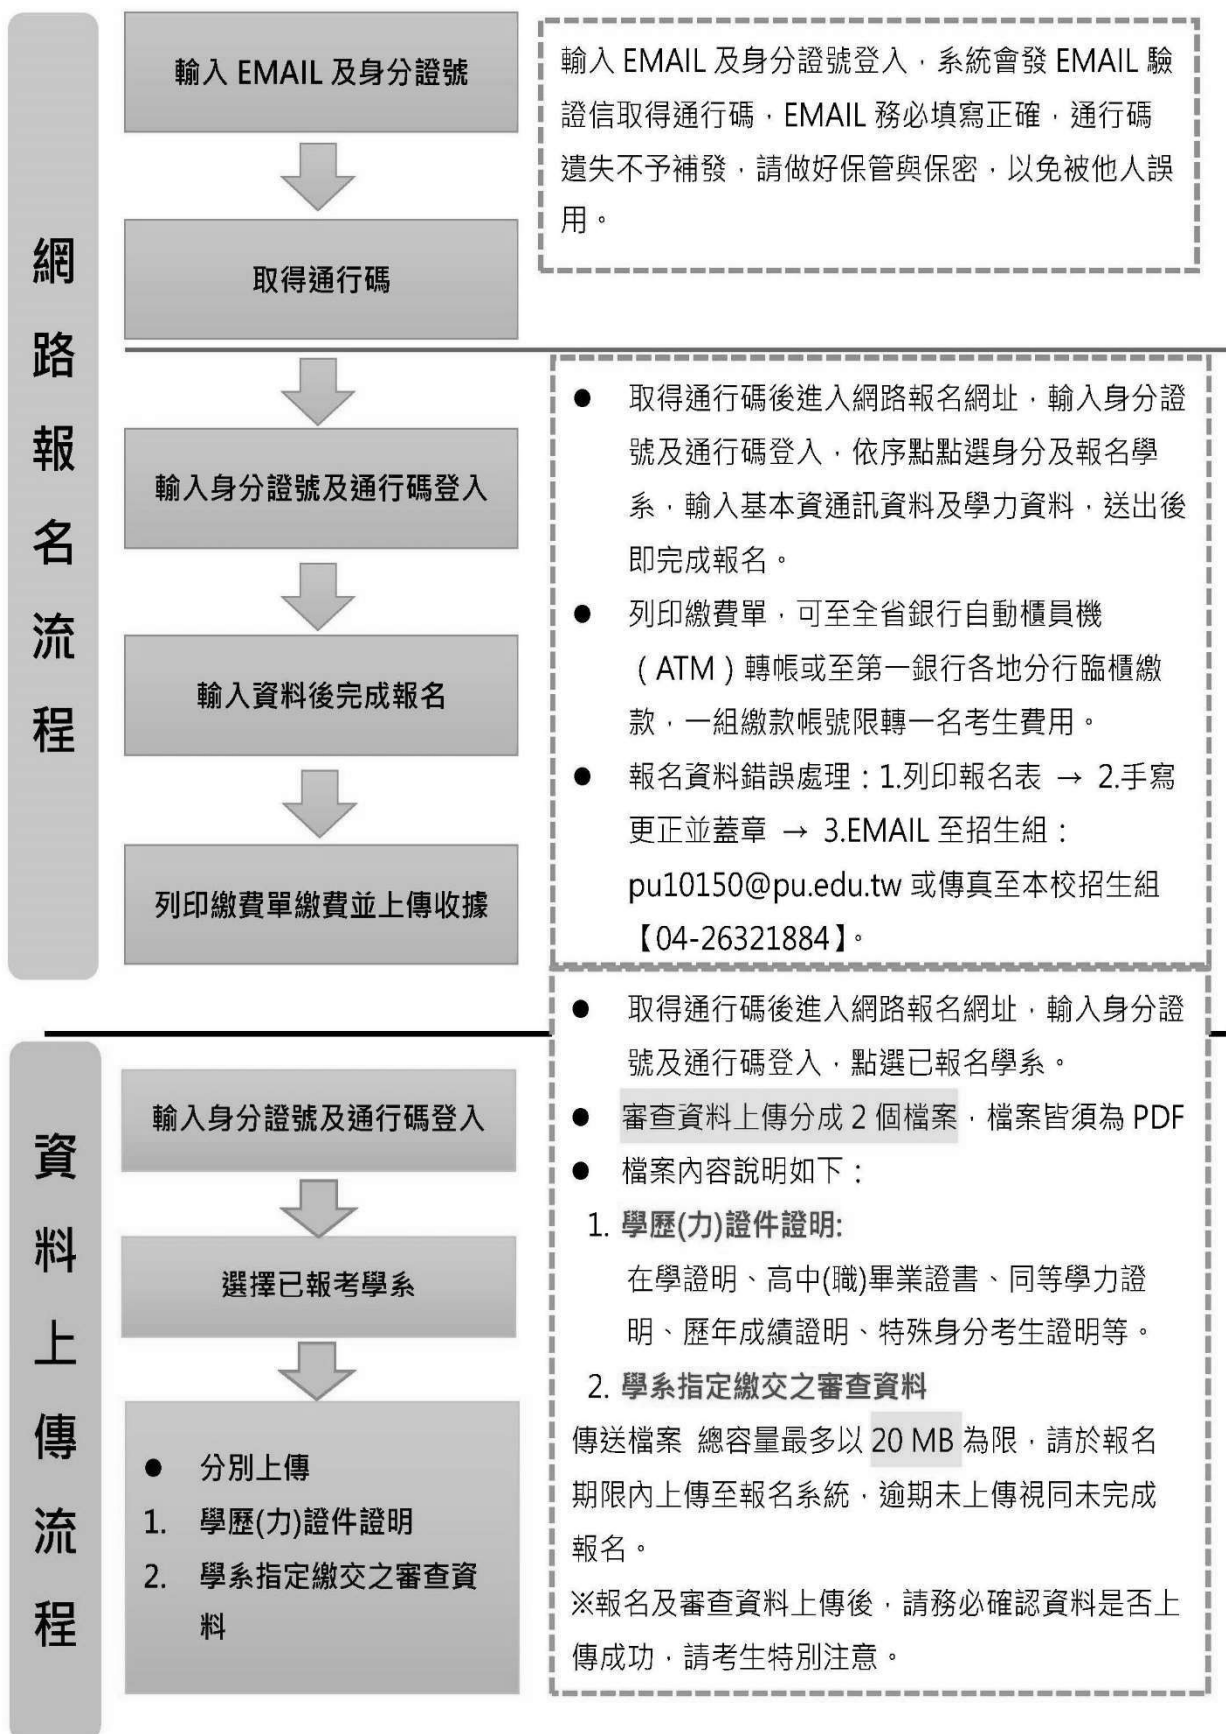 網路報名流程
輸入 EMAIL 及身分證號
取得通行碼
輸入 EMAIL 及身分證號登入，系統會發 EMAIL 驗
證信取得通行碼，EMAIL 務必填寫正確，通行碼
遺失不予補發，請做好保管與保密，以免被他人誤
用。
輸入身分證號及通行碼登入
輸入資料後完成報名
列印繳費單繳費並上傳收據
● 取得通行碼後進入網路報名網址，輸入身分證
號及通行碼登入，依序點點選身分及報名學
系，輸入基本資通訊資料及學力資料，送出後
即完成報名。
● 列印繳費單，可至全省銀行自動櫃員機
（ATM）轉帳或至第一銀行各地分行臨櫃繳
款，一組繳款帳號限轉一名考生費用。
● 報名資料錯誤處理：1.列印報名表 → 2.手寫
更正並蓋章 → 3.EMAIL 至招生組：
pu10150@pu.edu.tw 或傳真至本校招生組
【04-26321884】。
資料上傳流程
輸入身分證號及通行碼登入
選擇已報考學系
● 分別上傳
1. 學歷(力)證件證明
2. 學系指定繳交之審查資
料
● 取得通行碼後進入網路報名網址，輸入身分證
號及通行碼登入，點選已報名學系。
● 審查資料上傳分成 2 個檔案，檔案皆須為 PDF
● 檔案內容說明如下：
1. 學歷(力)證件證明:
在學證明、高中(職)畢業證書、同等學力證
明、歷年成績證明、特殊身分考生證明等。
2. 學系指定繳交之審查資料
傳送檔案 總容量最多以 20 MB 為限，請於報名
期限內上傳至報名系統，逾期未上傳視同未完成
報名。
※報名及審查資料上傳後，請務必確認資料是否上
傳成功，請考生特別注意。